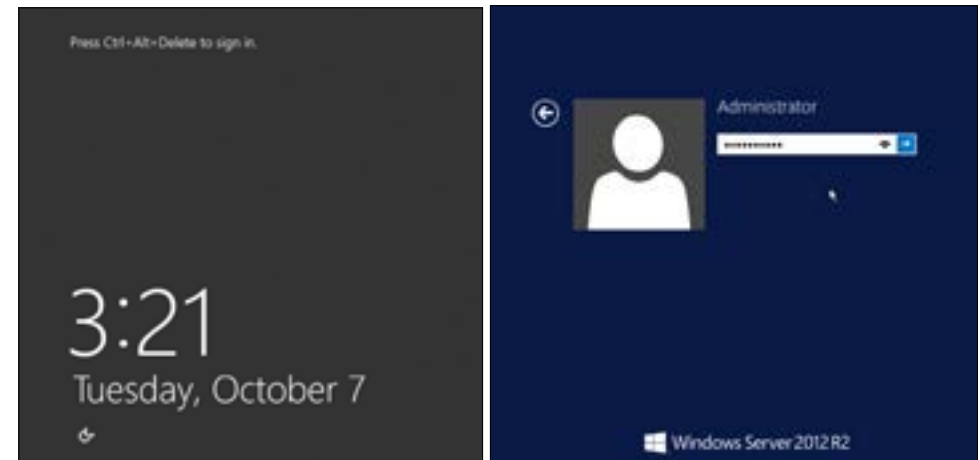 Press Ctrl+Alt+Delete to sign in.
3:21
Tuesday, October 7
Administrator
Windows Server 2012 R2